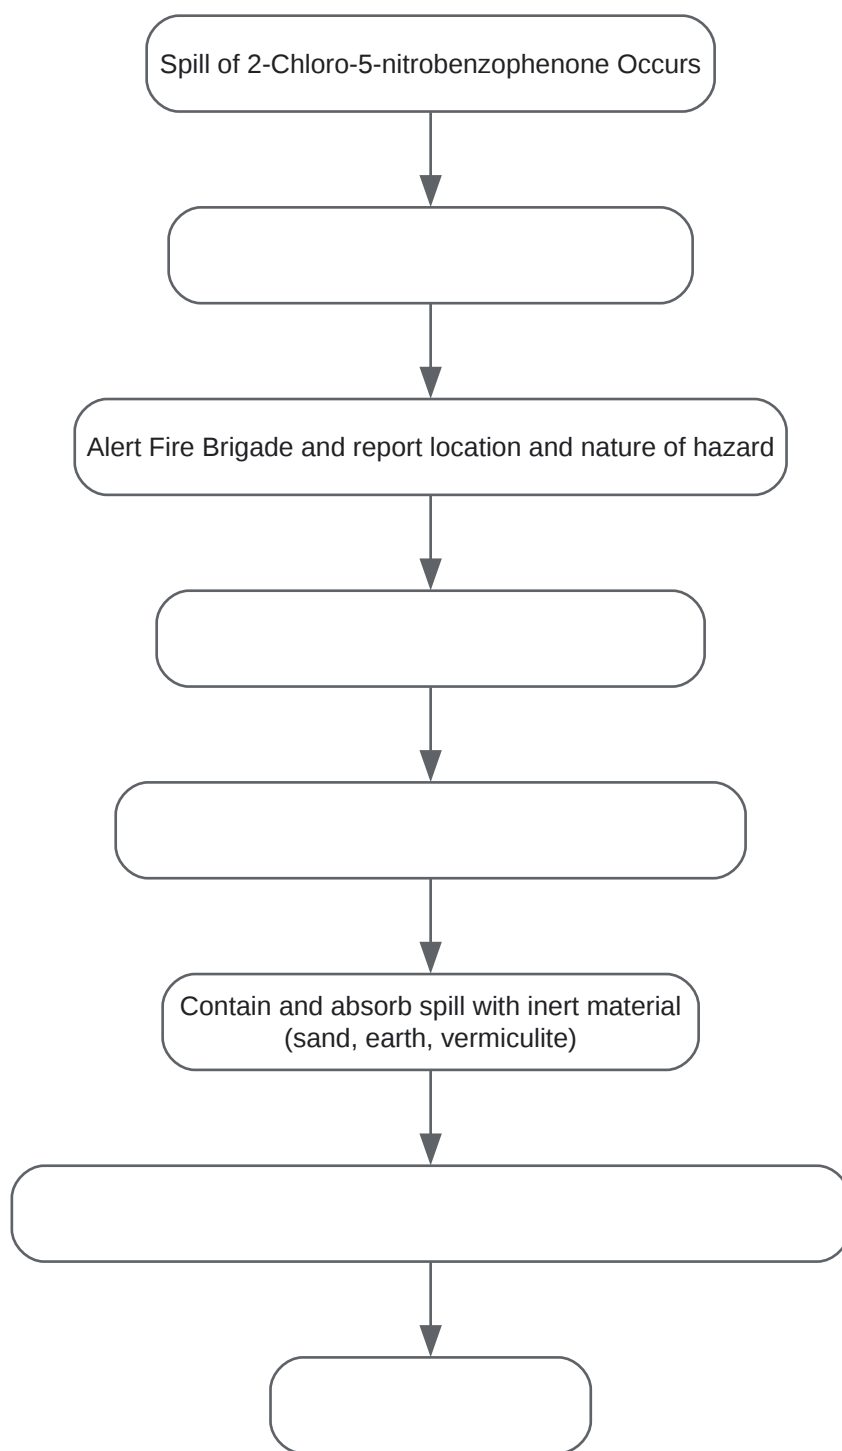 Spill of 2-Chloro-5-nitrobenzophenone Occurs
Alert Fire Brigade and report location and nature of hazard
Contain and absorb spill with inert material
(sand, earth, vermiculite)